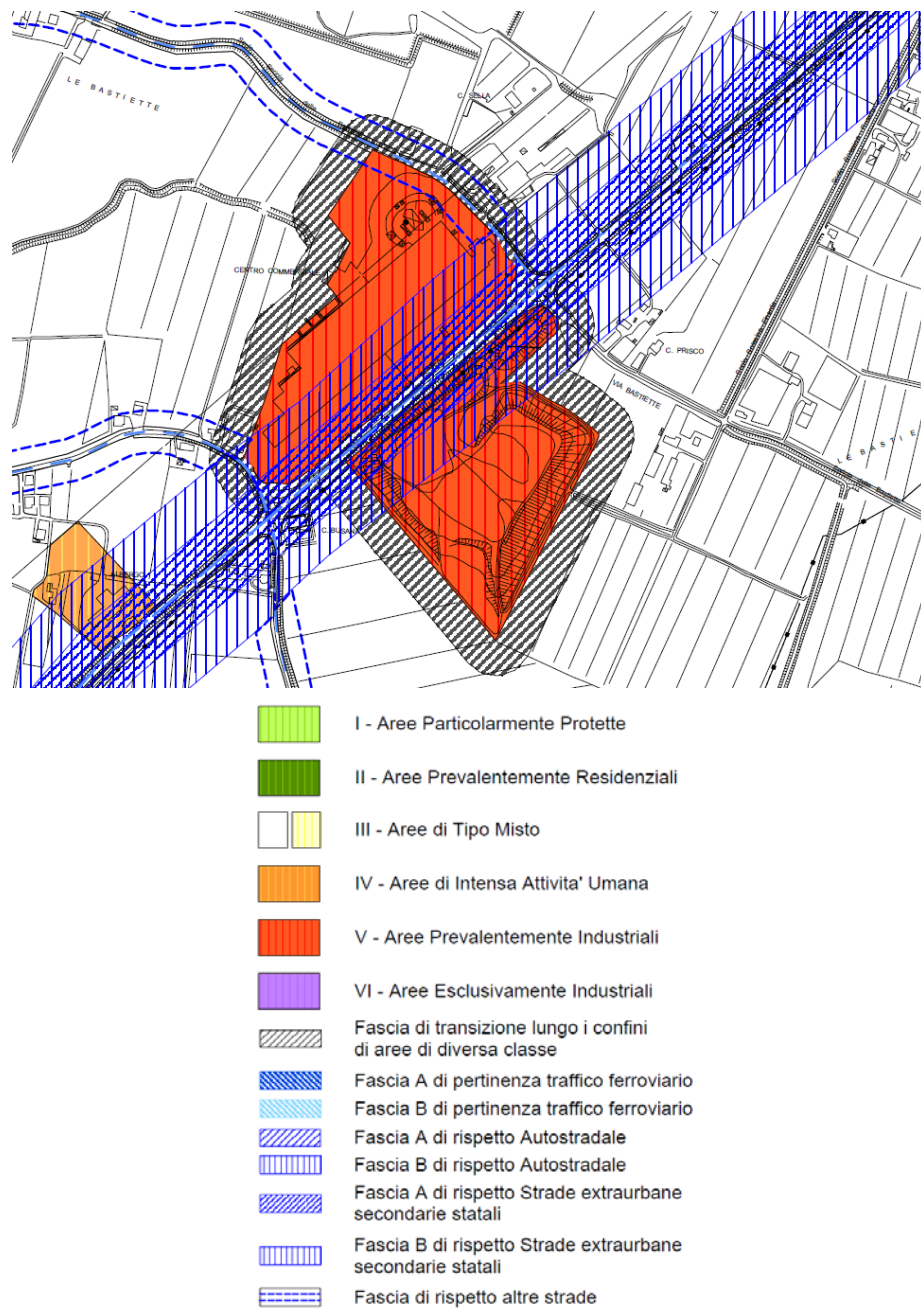 LE BASTIETTE
C. SELLA
CENTRO COMMERCIALE
C. PRISCO
VIA BASTIETTE
C. BUSA
ALBERGO
I - Aree Particolarmente Protette
II - Aree Prevalentemente Residenziali
III - Aree di Tipo Misto
IV - Aree di Intensa Attivita' Umana
V - Aree Prevalentemente Industriali
VI - Aree Esclusivamente Industriali
Fascia di transizione lungo i confini
di aree di diversa classe
Fascia A di pertinenza traffico ferroviario
Fascia B di pertinenza traffico ferroviario
Fascia A di rispetto Autostradale
Fascia B di rispetto Autostradale
Fascia A di rispetto Strade extraurbane
secondarie statali
Fascia B di rispetto Strade extraurbane
secondarie statali
Fascia di rispetto altre strade